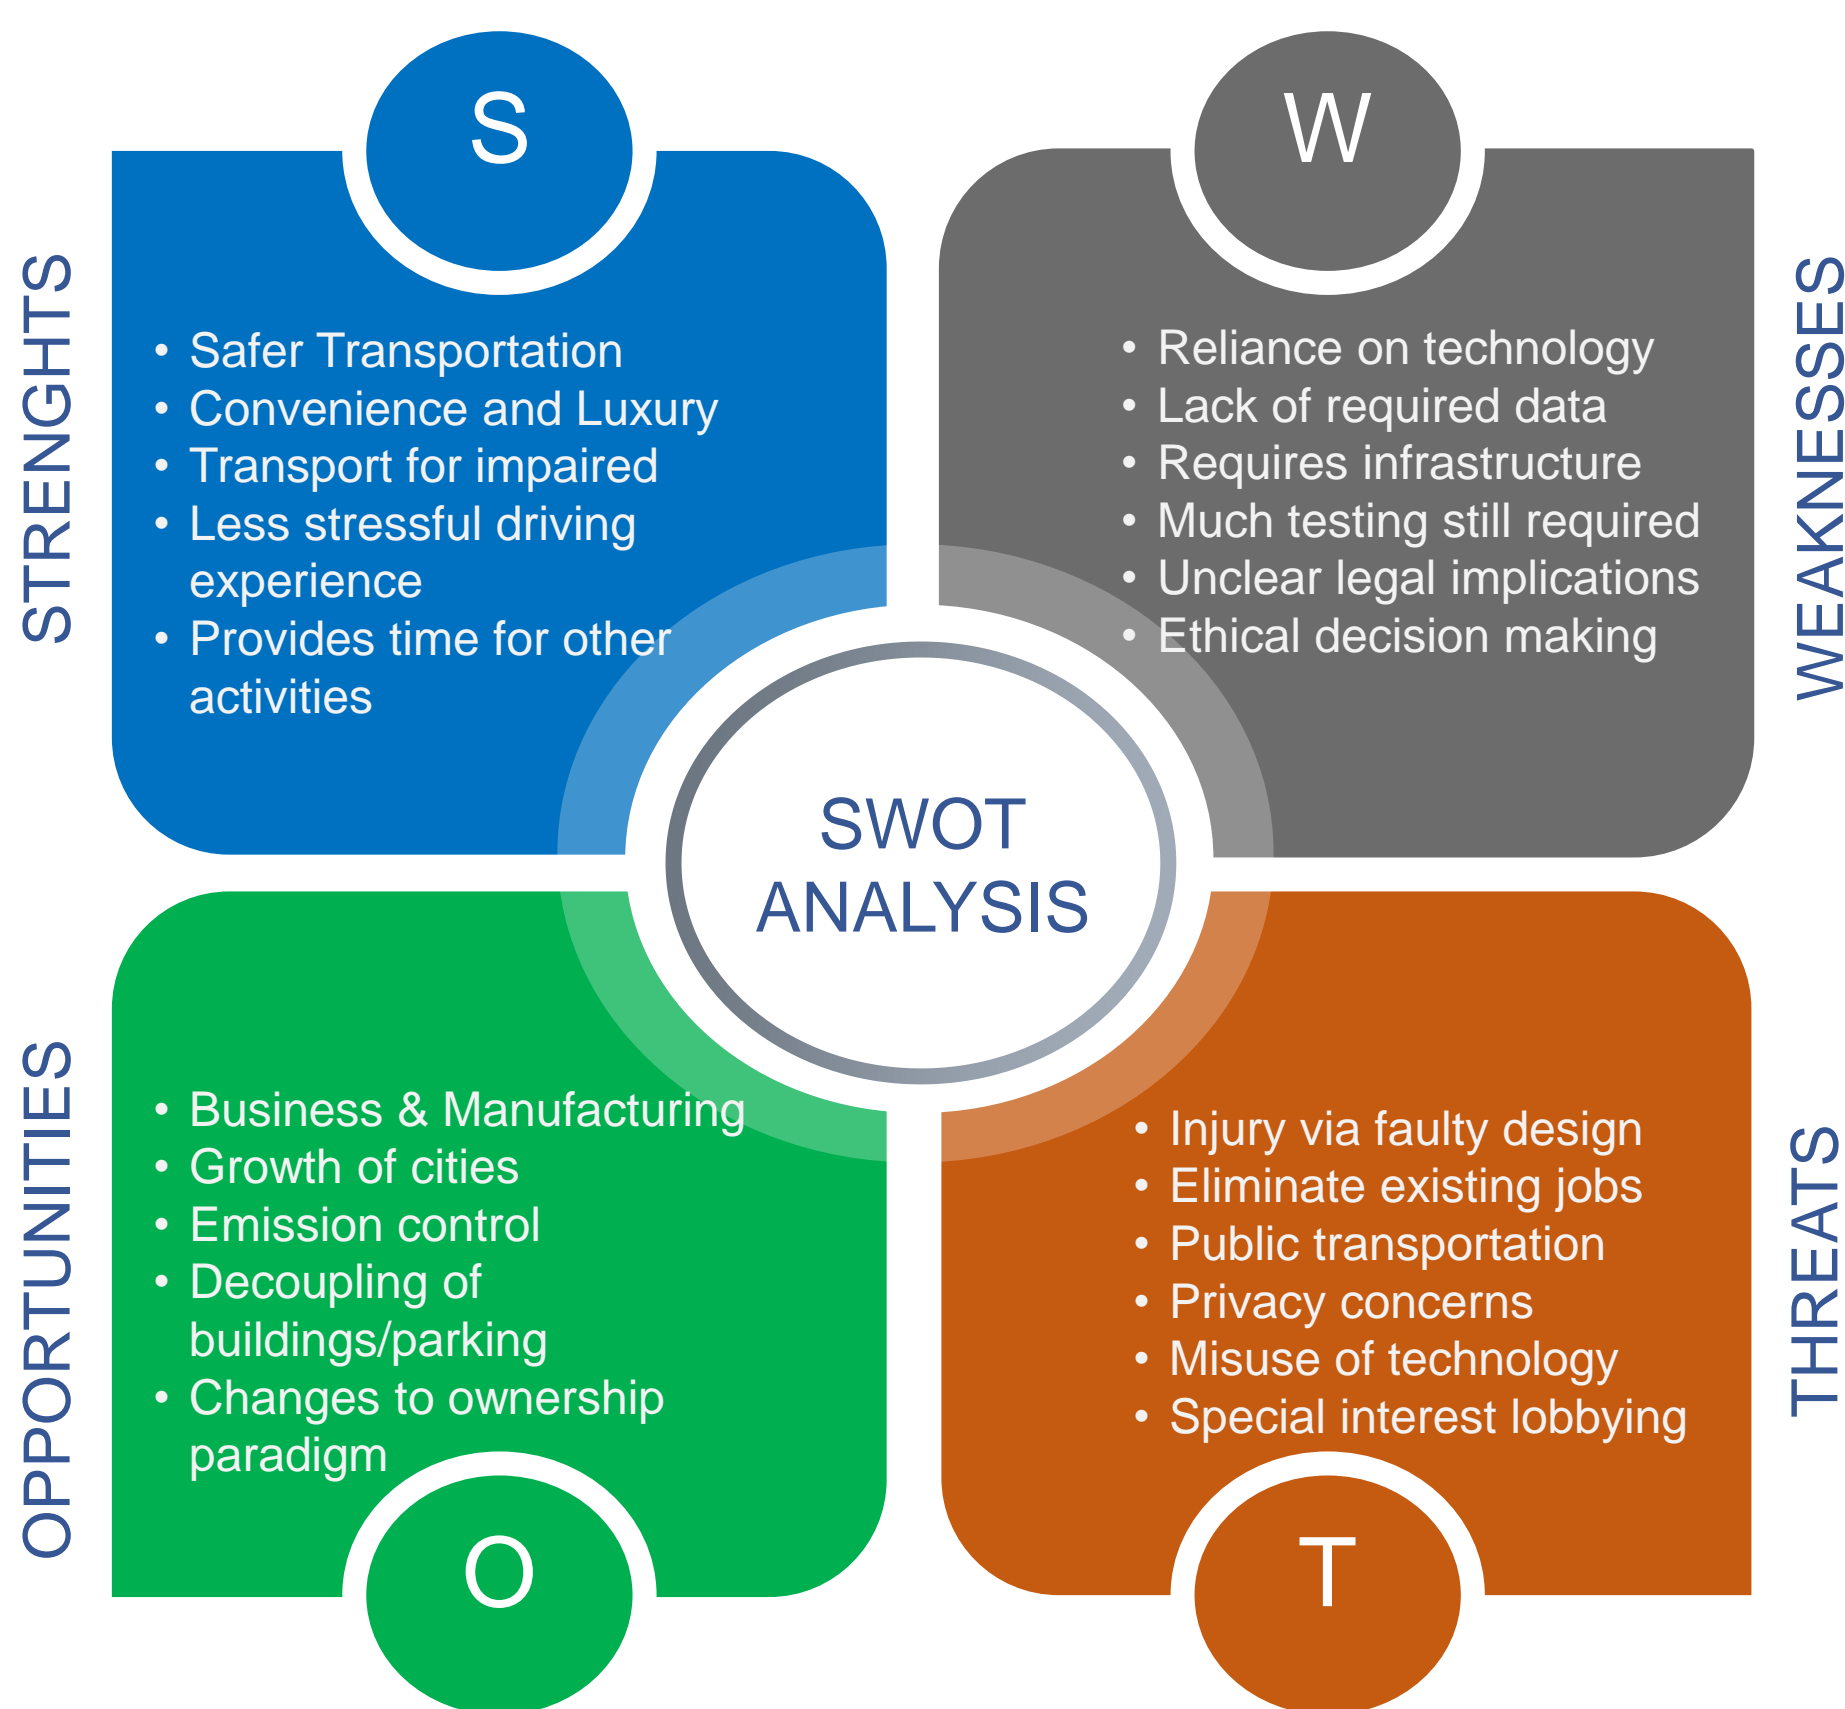 S
STRENGHTS
• Safer Transportation
• Convenience and Luxury
• Transport for impaired
• Less stressful driving
experience
• Provides time for other
activities
W
WEAKNESSES
• Reliance on technology
• Lack of required data
• Requires infrastructure
• Much testing still required
• Unclear legal implications
• Ethical decision making
SWOT
ANALYSIS
OPPORTUNITIES
• Business & Manufacturing
• Growth of cities
• Emission control
• Decoupling of
buildings/parking
• Changes to ownership
paradigm
O
THREATS
• Injury via faulty design
• Eliminate existing jobs
• Public transportation
• Privacy concerns
• Misuse of technology
• Special interest lobbying
T